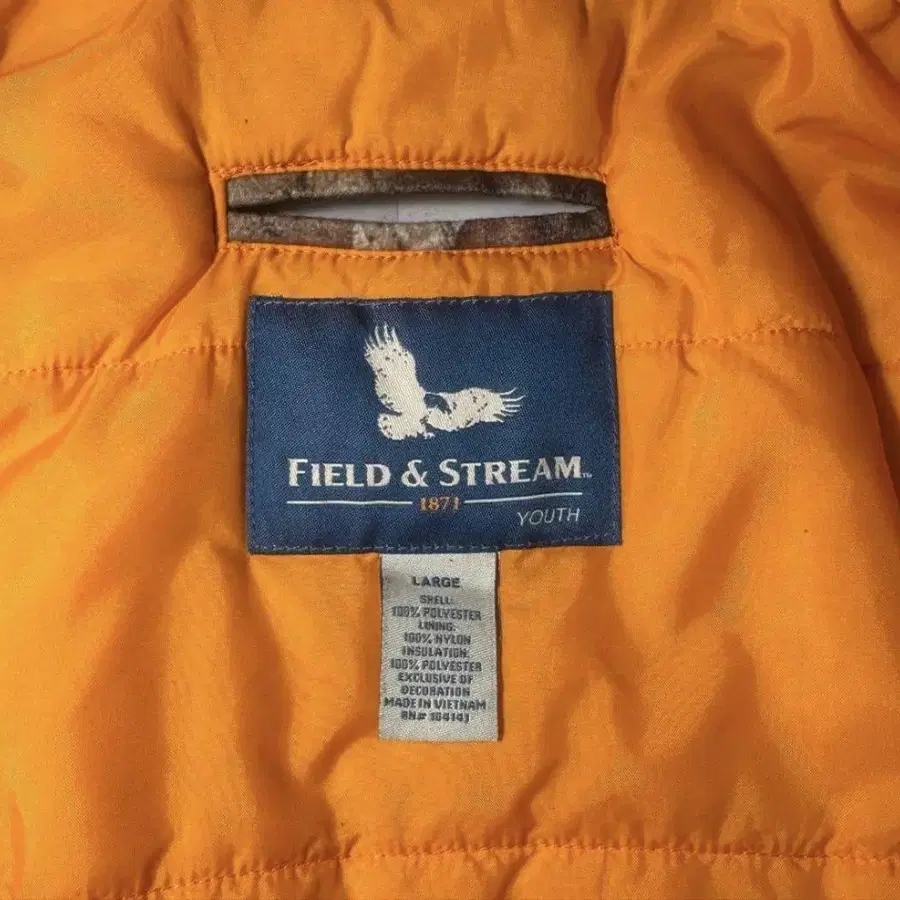 FIELD & STREAM™
1871
YOUTH
LARGE
SHELL:
100% POLYESTER
LINING:
100% NYLON
INSULATION:
100% POLYESTER
EXCLUSIVE OF
DECORATION
MADE IN VIETNAM
RN# 104141